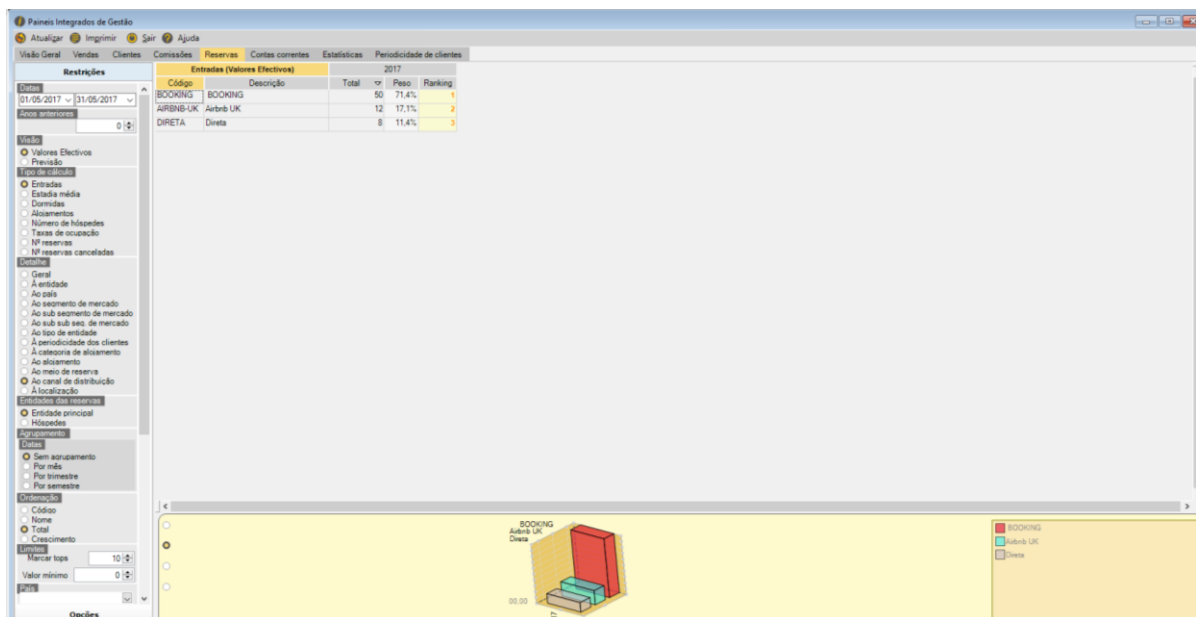 Paineis Integrados de Gestão
Atualizar Imprimir Sair Ajuda
Visão Geral Vendas Clientes Comissões Reservas Contas correntes Estatísticas Periodicidade de clientes
Restrições
Datas
01/05/2017 31/05/2017
Anos anteriores
0
Visão
Valores Efectivos
Previsão
Tipo de cálculo
Entradas
Estadia média
Dormidas
Alojamentos
Número de hóspedes
Taxas de ocupação
Nº reservas
Nº reservas canceladas
Detalhe
Geral
À entidade
Ao país
Ao segmento de mercado
Ao sub segmento de mercado
Ao sub sub seg. de mercado
Ao tipo de entidade
À periodicidade dos clientes
À categoria de alojamento
Ao alojamento
Ao meio de reserva
Ao canal de distribuição
À localização
Entidades das reservas
Entidade principal
Hóspedes
Agrupamento
Datas
Sem agrupamento
Por mês
Por trimestre
Por semestre
Ordenação
Código
Nome
Total
Crescimento
Limites
Marcar tops 10
Valor mínimo 0
País
Opções
Entradas (Valores Efectivos) 2017
Código Descrição Total Peso Ranking
BOOKING BOOKING 50 71,4% 1
AIRBNB-UK Airbnb UK 12 17,1% 2
DIRETA Direta 8 11,4% 3
BOOKING
Airbnb UK
Direta
00,00
BOOKING
Airbnb UK
Direta